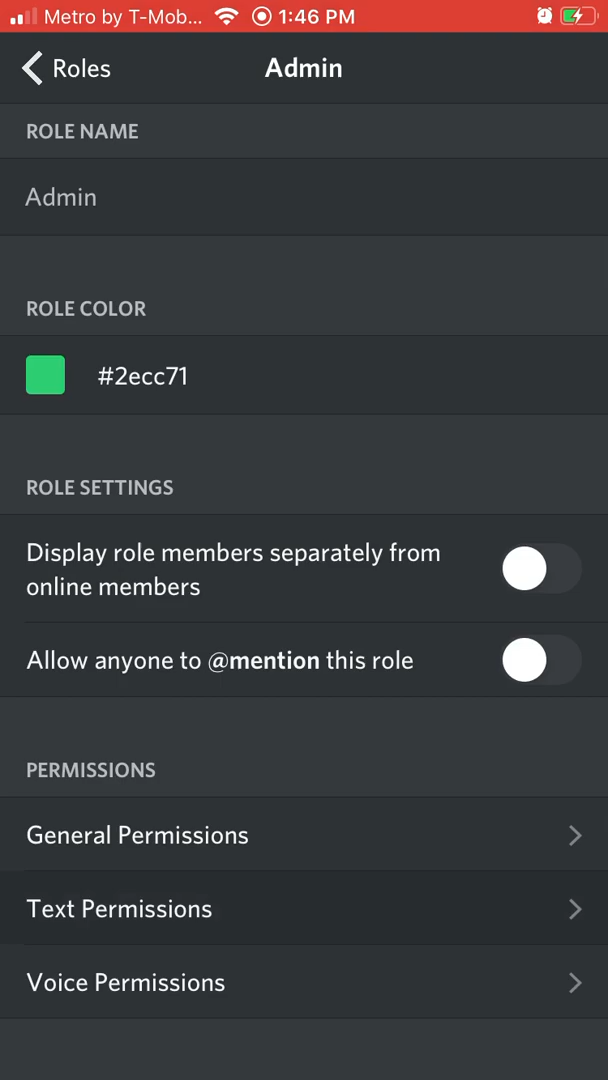 Metro by T-Mob... 1:46 PM
Roles Admin
ROLE NAME
Admin
ROLE COLOR
#2ecc71
ROLE SETTINGS
Display role members separately from
online members
Allow anyone to @mention this role
PERMISSIONS
General Permissions
Text Permissions
Voice Permissions